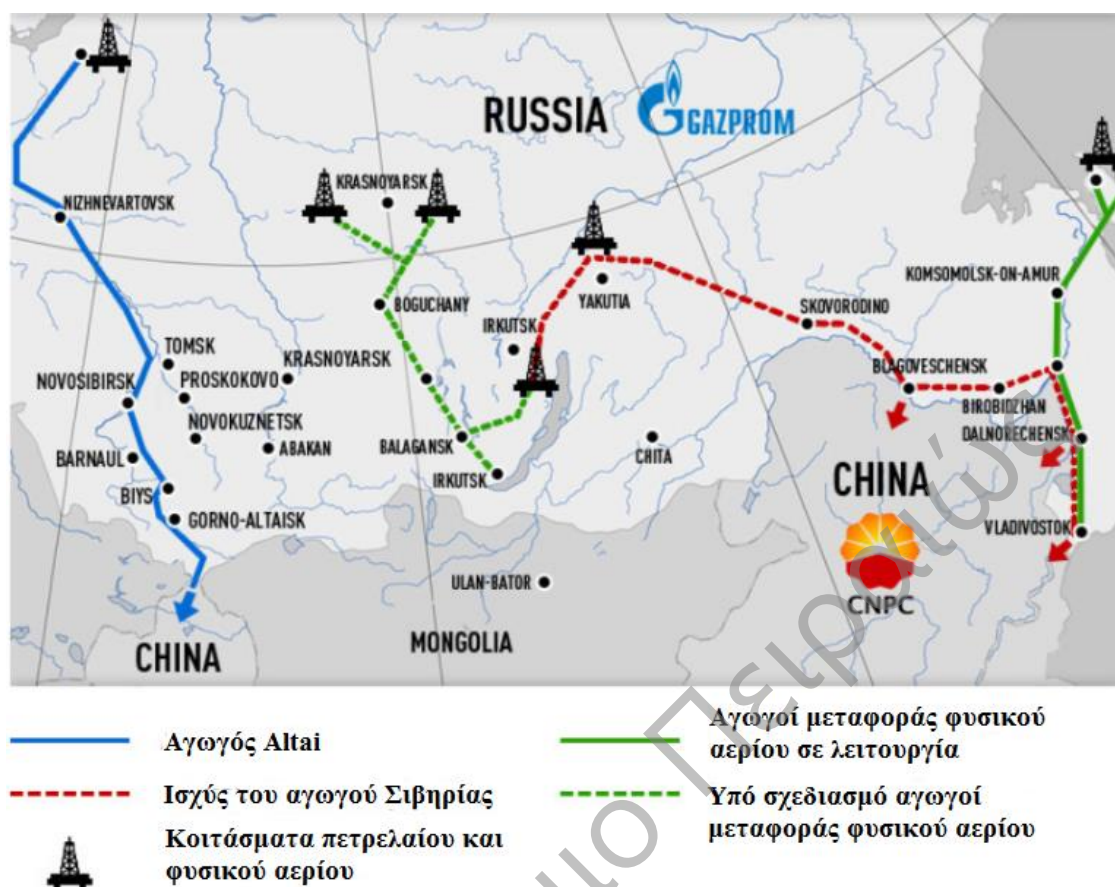 RUSSIA
GAZPROM
KRASNOYARSK
NIZHNEVARTOVSK
KOMSOMOLSK-ON-AMUR
YAKUTIA
BOGUCHANY
SKOVORODINO
IRKUTSK
TOMSK
KRASNOYARSK
BLAGOVESCHENSK
NOVOSIBIRSK
PROSKOKOVO
BIROBIDZHAN
NOVOKUZNETSK
DALNORECHENSK
BARNAUL
ABAKAN
BALAGANSK
CHITA
IRKUTSK
CHINA
BIYS
GORNO-ALTAISK
VLADIVOSTOK
ULAN-BATOR
CNPC
MONGOLIA
CHINA
Αγωγός Altai
Αγωγοί μεταφοράς φυσικού
αερίου σε λειτουργία
Ισχύς του αγωγού Σιβηρίας
Υπό σχεδιασμό αγωγοί
μεταφοράς φυσικού αερίου
Κοιτάσματα πετρελαίου και
φυσικού αερίου
Πειραιώς